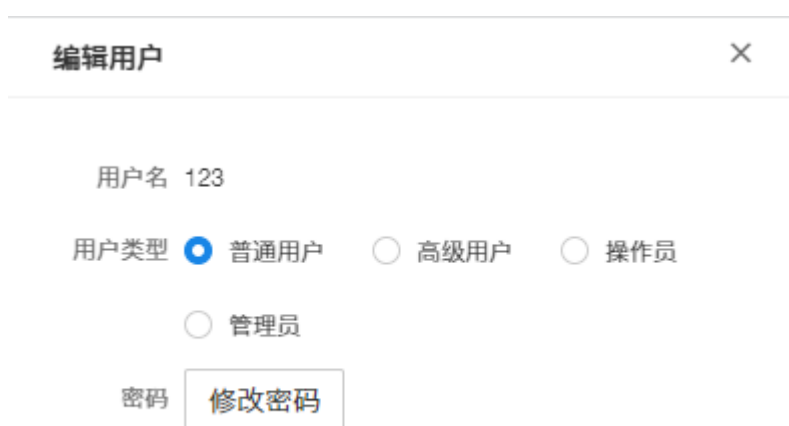 编辑用户
用户名 123
用户类型 普通用户 高级用户 操作员
管理员
密码 修改密码